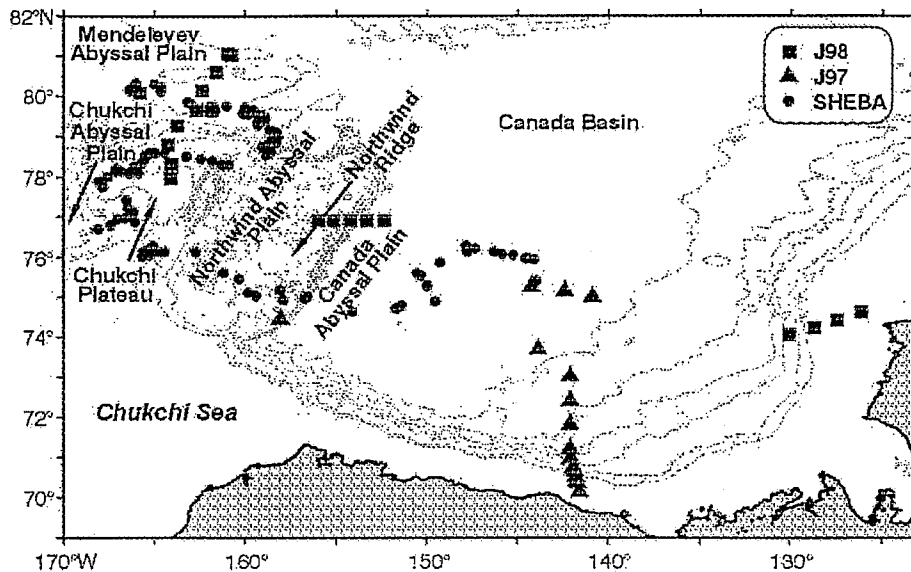 82°N
80°
78°
76°
74°
72°
70°
170°W
160°
150°
140°
130°
Mendeleyev
Abyssal Plain
Chukchi
Abyssal
Plain
Chukchi
Plateau
Northwind Abyssal
Plain
Northwind
Ridge
Canada
Abyssal Plain
Canada Basin
Chukchi Sea
J98
J97
SHEBA